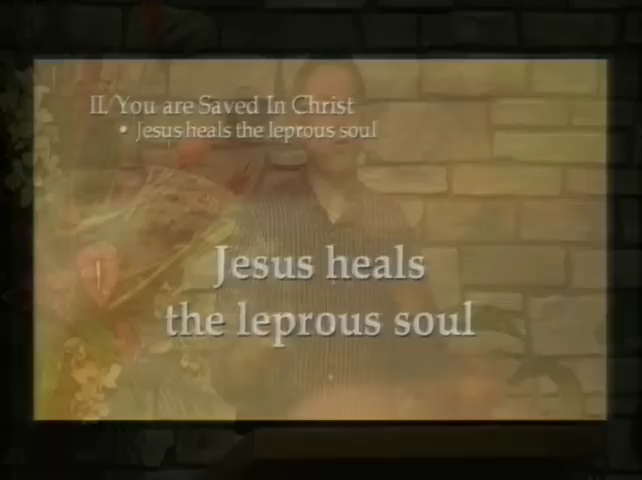 II. You are Saved In Christ
• Jesus heals the leprous soul
Jesus heals
the leprous soul